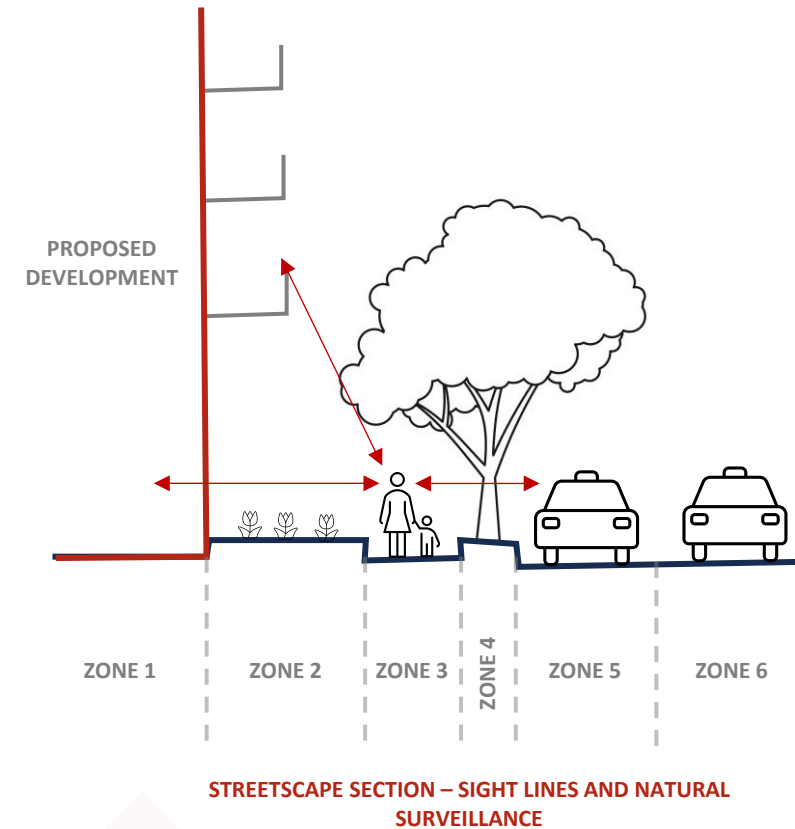 PROPOSED
DEVELOPMENT
ZONE 1
ZONE 2
ZONE 3
ZONE 4
ZONE 5
ZONE 6
STREETSCAPE SECTION – SIGHT LINES AND NATURAL
SURVEILLANCE